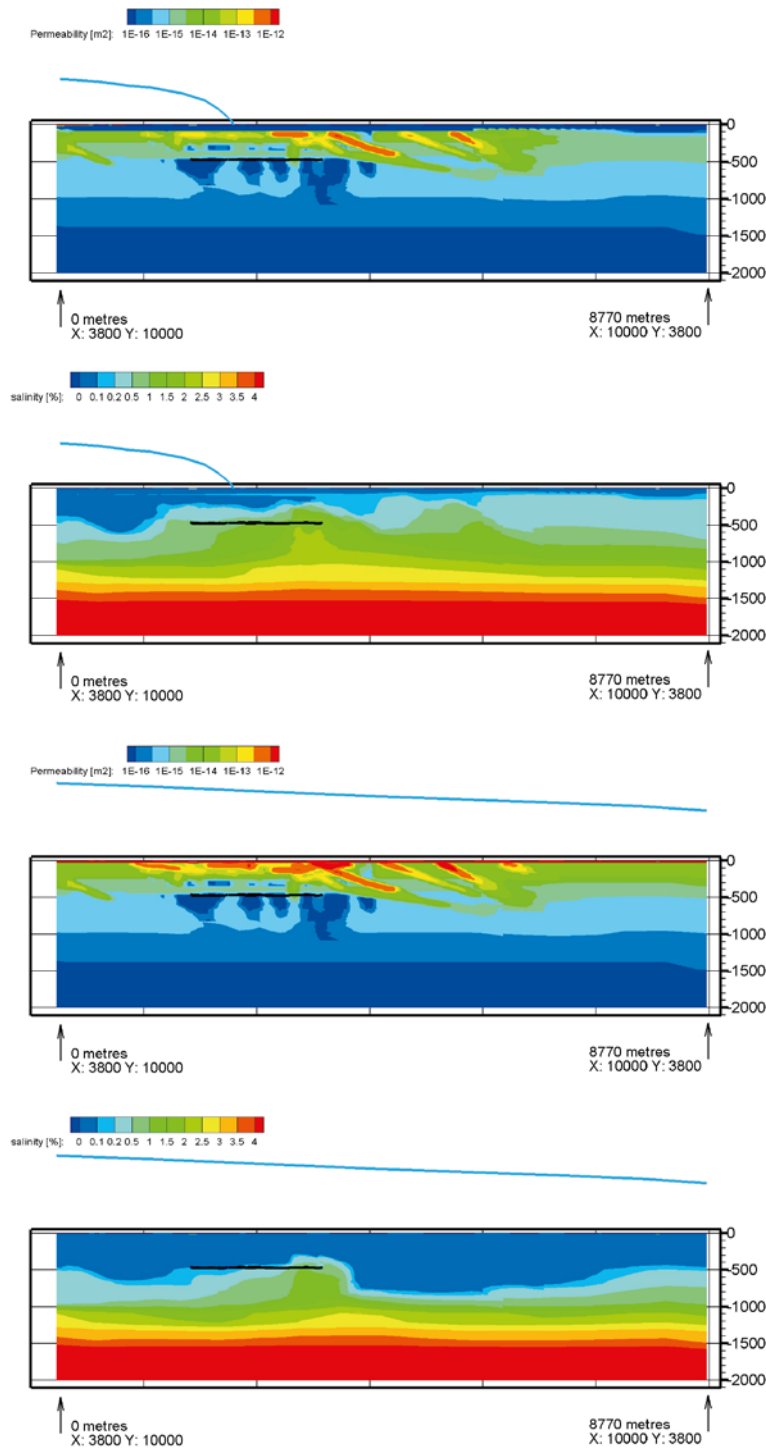 Permeability [m2]: 1E-16 1E-15 1E-14 1E-13 1E-12
0
-500
-1000
-1500
-2000
0 metres
X: 3800 Y: 10000
8770 metres
X: 10000 Y: 3800
salinity [%]: 0 0.1 0.2 0.5 1 1.5 2 2.5 3 3.5 4
0
-500
-1000
-1500
-2000
0 metres
X: 3800 Y: 10000
8770 metres
X: 10000 Y: 3800
Permeability [m2]: 1E-16 1E-15 1E-14 1E-13 1E-12
0
-500
-1000
-1500
-2000
0 metres
X: 3800 Y: 10000
8770 metres
X: 10000 Y: 3800
salinity [%]: 0 0.1 0.2 0.5 1 1.5 2 2.5 3 3.5 4
0
-500
-1000
-1500
-2000
0 metres
X: 3800 Y: 10000
8770 metres
X: 10000 Y: 3800